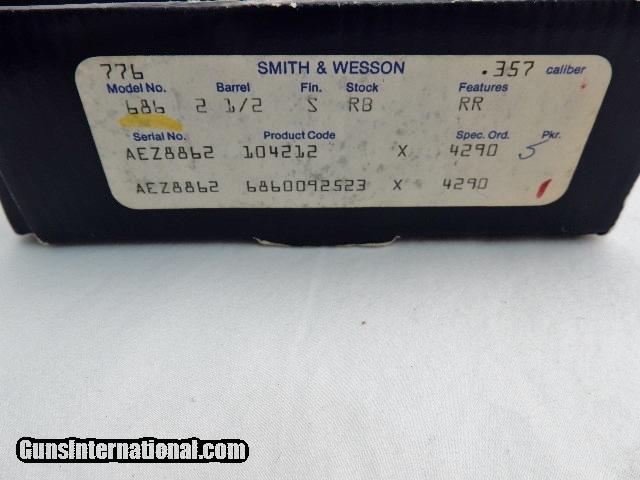 776 SMITH & WESSON .357 caliber
Model No. Barrel Fin. Stock Features
686 2 1/2 S RB RR
Serial No. Product Code Spec. Ord. Pkr.
AEZ8862 104212 X 4290 5
AEZ8862 6860092523 X 4290
GunsInternational.com